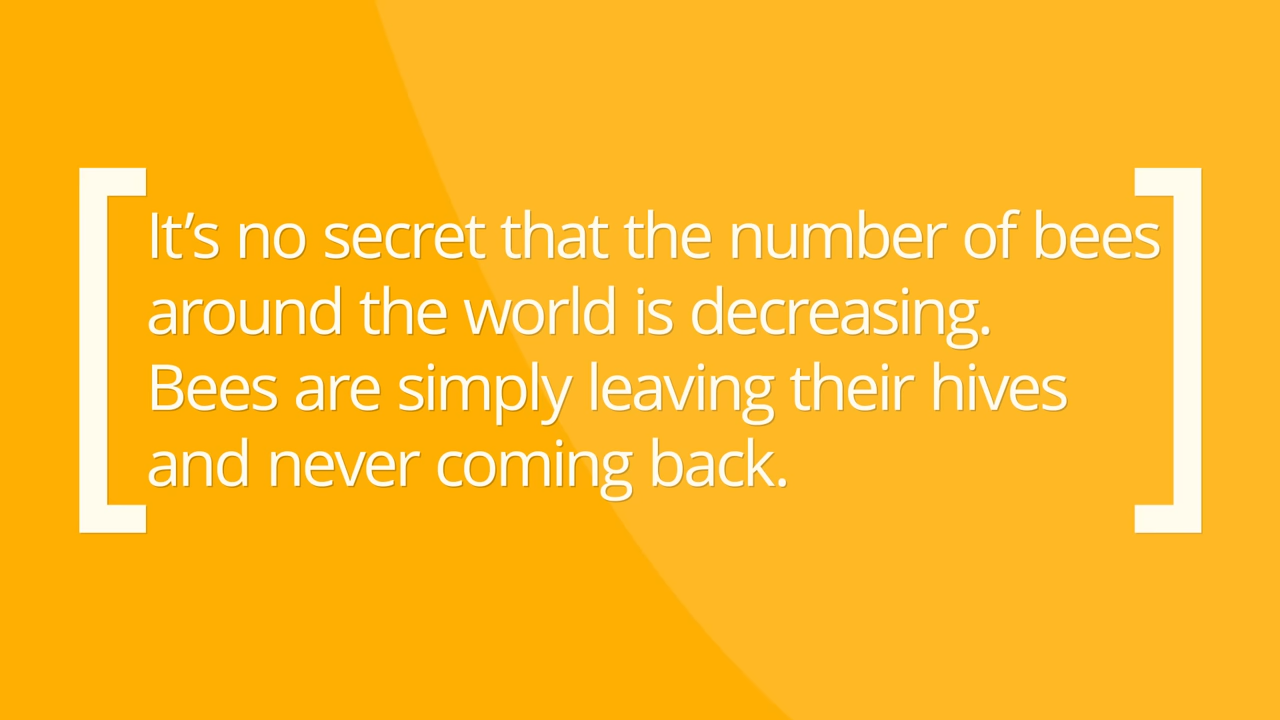 It’s no secret that the number of bees
around the world is decreasing.
Bees are simply leaving their hives
and never coming back.